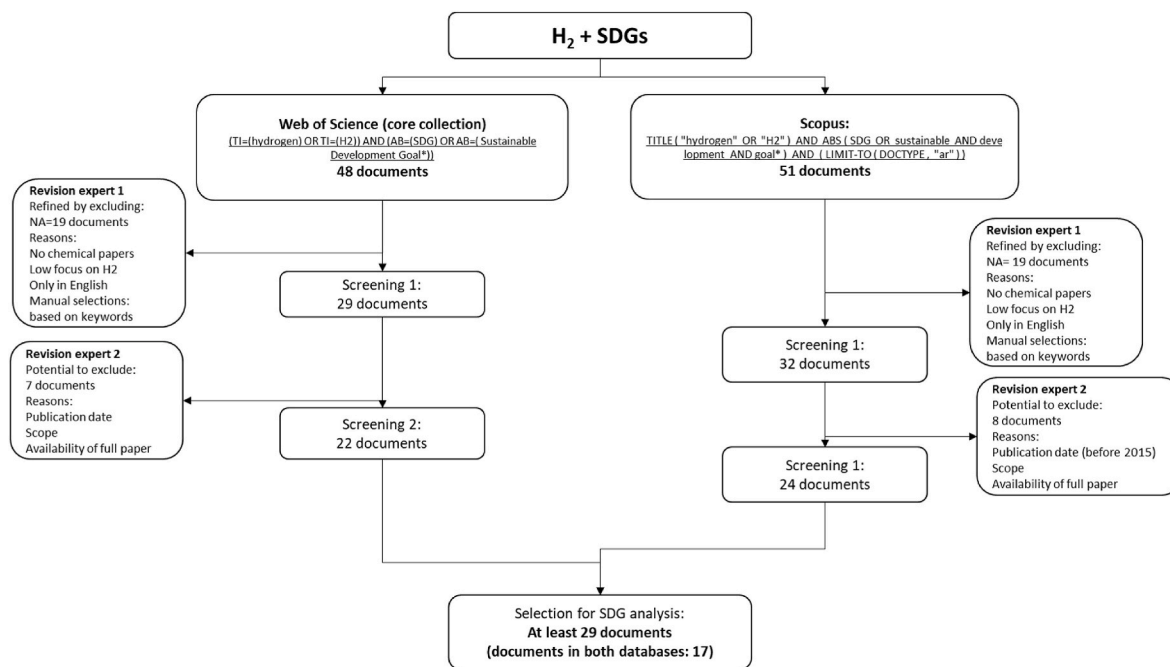 H₂ + SDGs
Web of Science (core collection)
(TI=(hydrogen) OR TI=(H2)) AND (AB=(SDG) OR AB=( Sustainable
Development Goal*))
48 documents
Scopus:
TITLE ( "hydrogen" OR "H2" ) AND ABS ( SDG OR sustainable AND deve
lopment AND goal* ) AND ( LIMIT-TO ( DOCTYPE , "ar" ) )
51 documents
Revision expert 1
Refined by excluding:
NA=19 documents
Reasons:
No chemical papers
Low focus on H2
Only in English
Manual selections:
based on keywords
Screening 1:
29 documents
Revision expert 1
Refined by excluding:
NA= 19 documents
Reasons:
No chemical papers
Low focus on H2
Only in English
Manual selections:
based on keywords
Screening 1:
32 documents
Revision expert 2
Potential to exclude:
7 documents
Reasons:
Publication date
Scope
Availability of full paper
Screening 2:
22 documents
Revision expert 2
Potential to exclude:
8 documents
Reasons:
Publication date (before 2015)
Scope
Availability of full paper
Screening 1:
24 documents
Selection for SDG analysis:
At least 29 documents
(documents in both databases: 17)